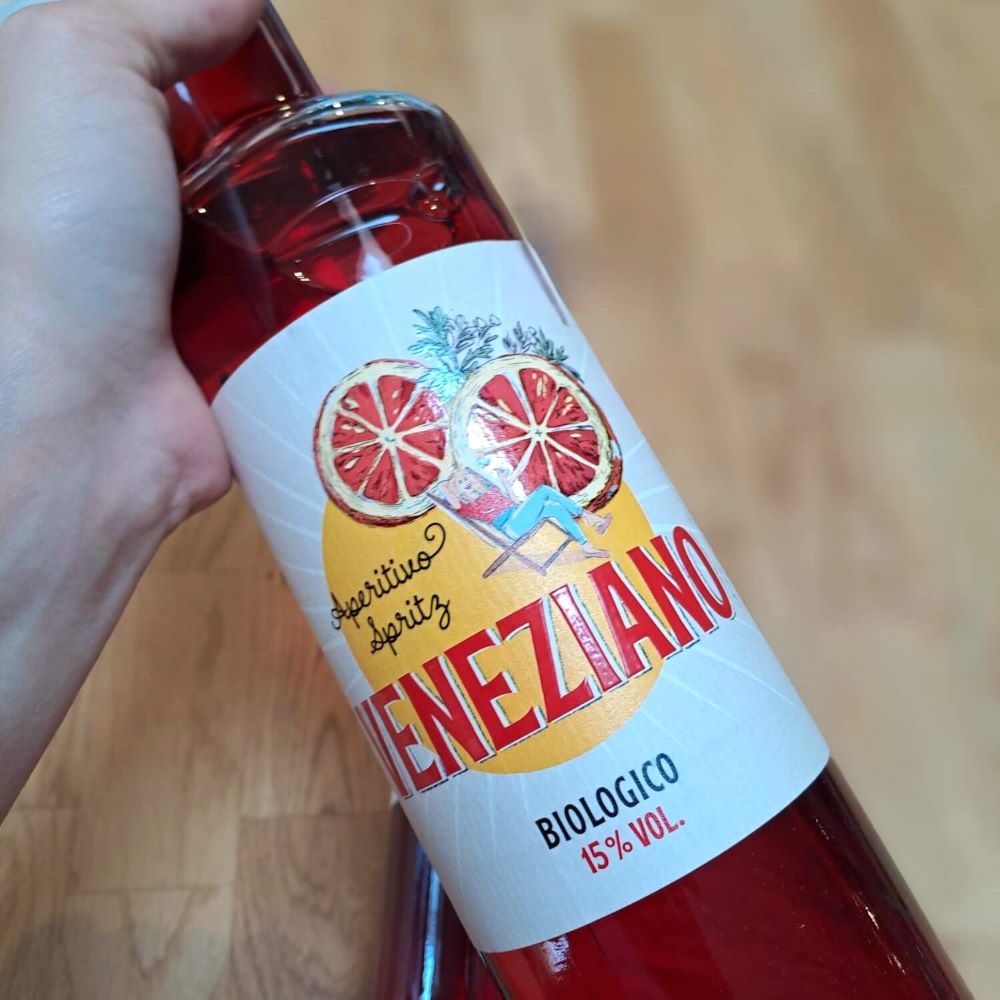 Aperitivo
Spritz
VENEZIANO
BIOLOGICO
15% VOL.